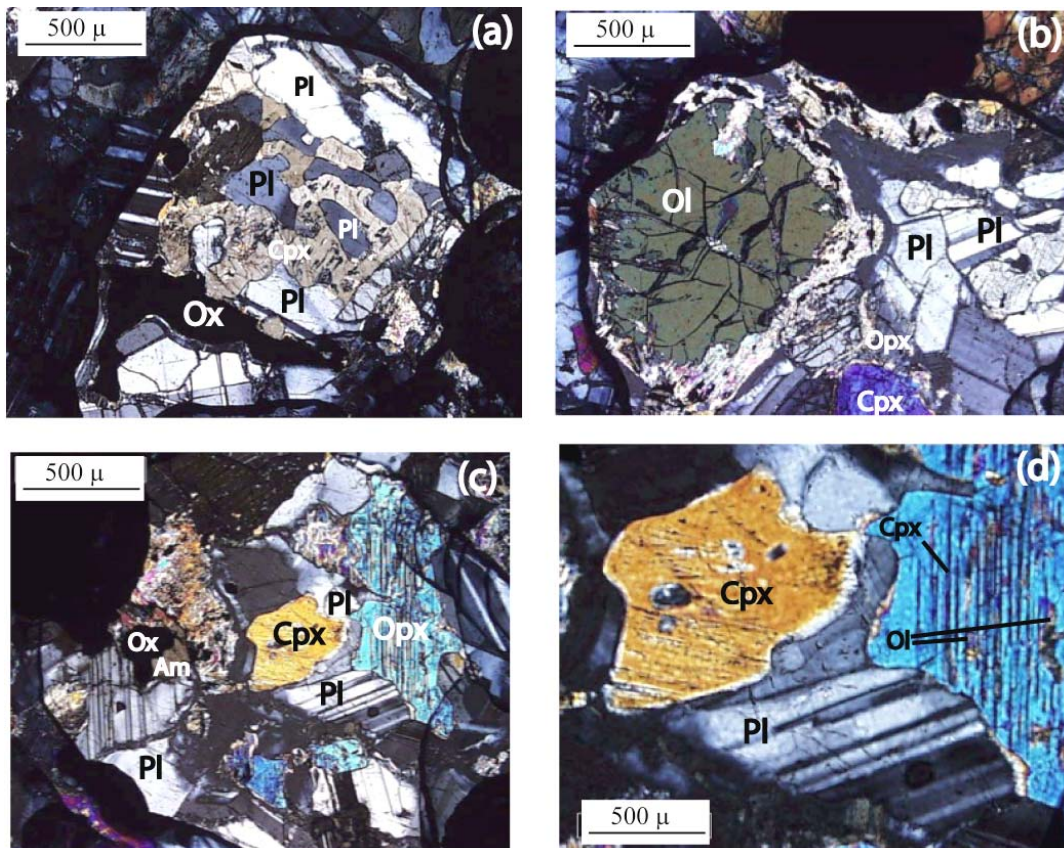 500 μ
(a)
Pl
Pl
Pl
Cpx
Pl
Ox
500 μ
(b)
Ol
Pl
Pl
Opx
Cpx
500 μ
(c)
Pl
Cpx
Opx
Ox
Am
Pl
Pl
(d)
Cpx
Cpx
Ol
Pl
500 μ